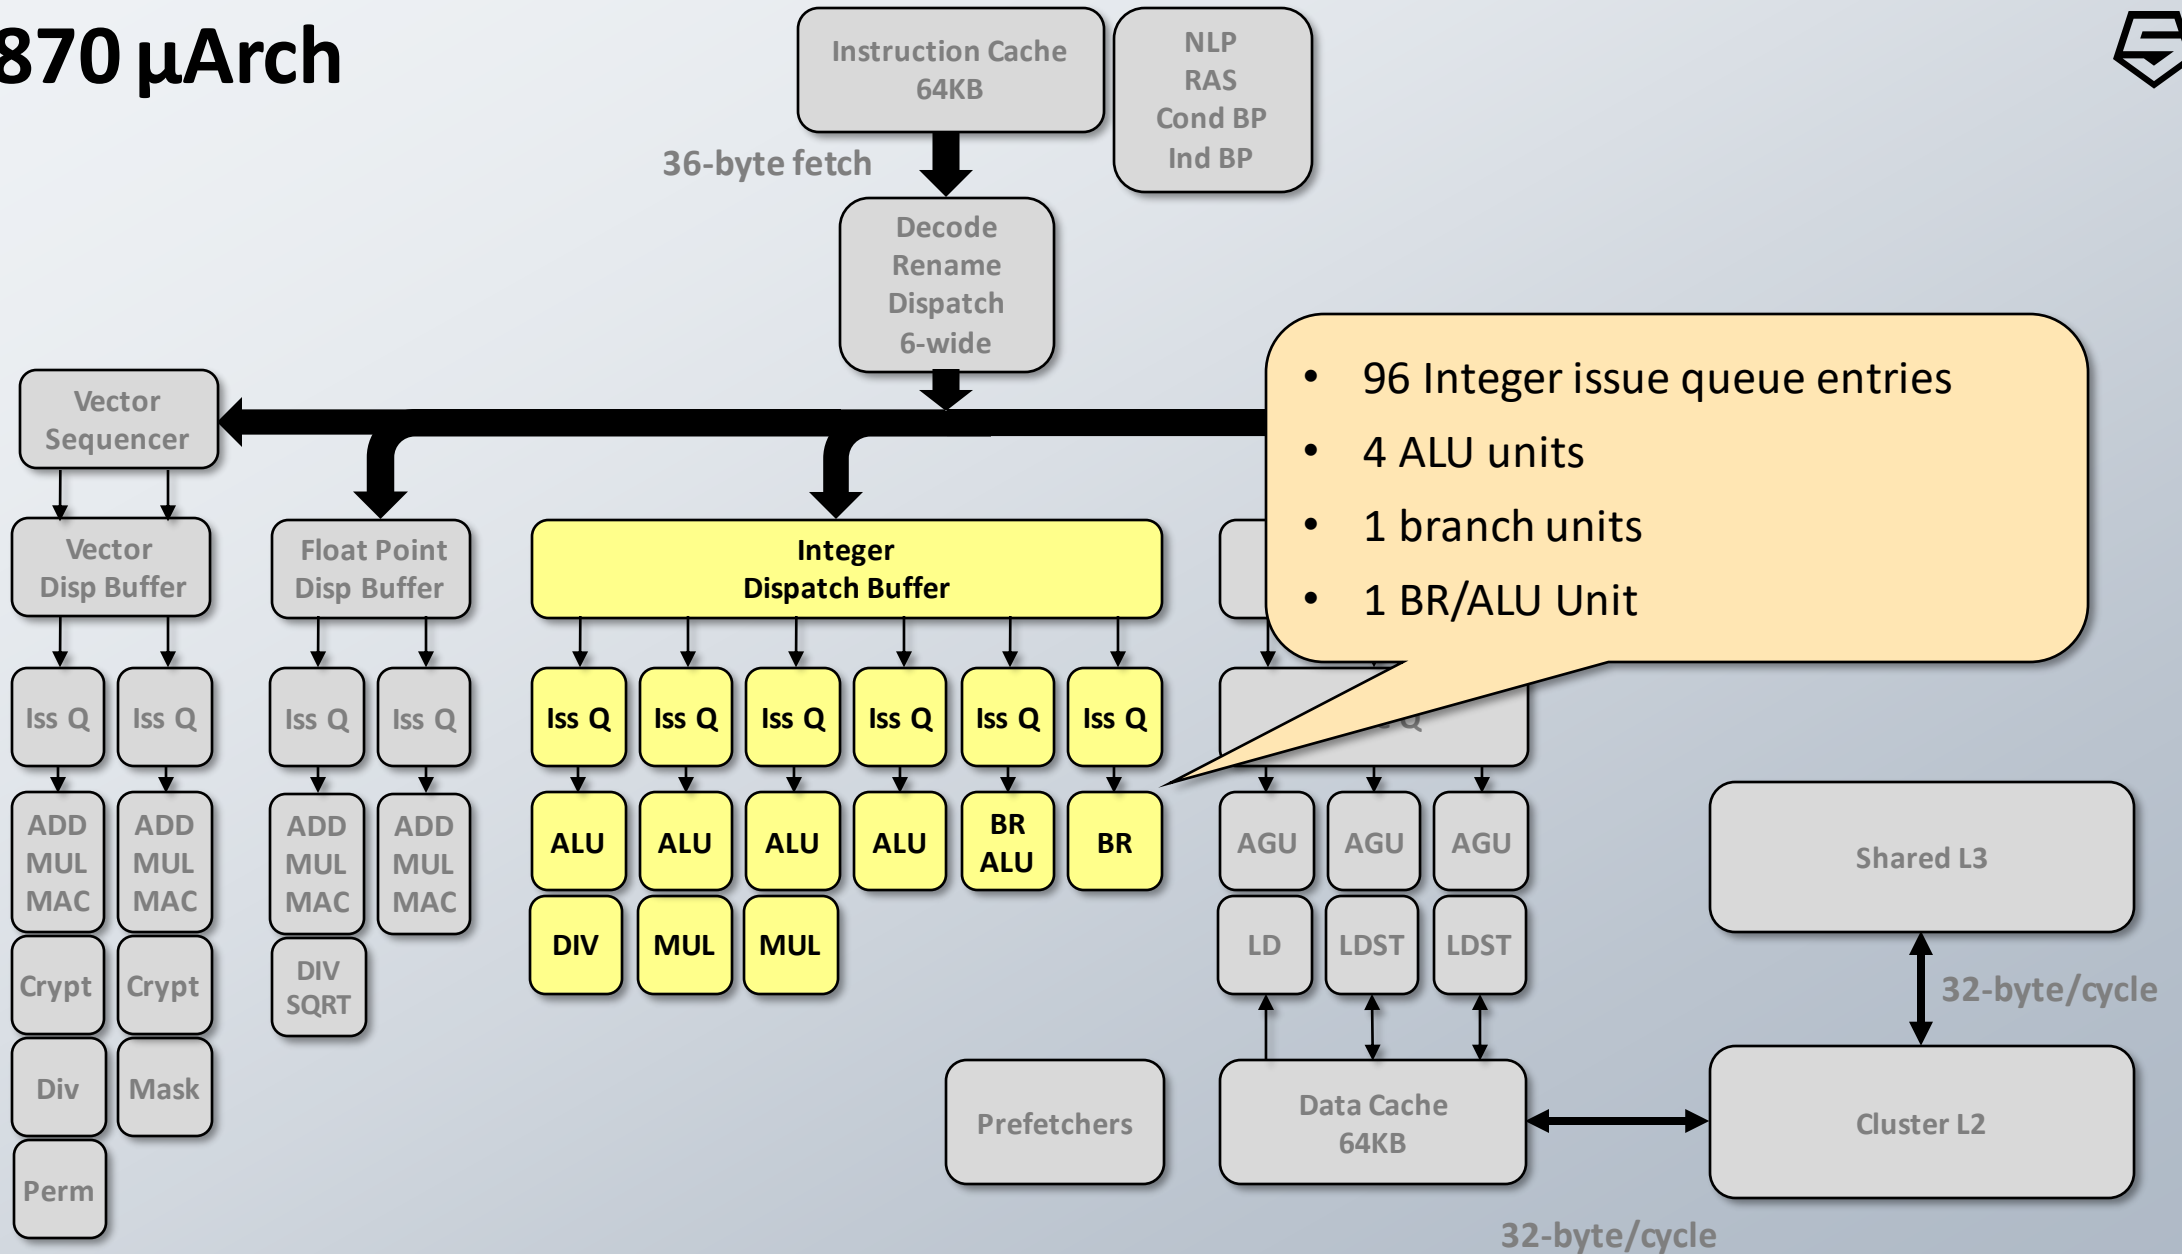 870 µArch
Instruction Cache
64KB
NLP
RAS
Cond BP
Ind BP
36-byte fetch
Decode
Rename
Dispatch
6-wide
• 96 Integer issue queue entries
• 4 ALU units
• 1 branch units
• 1 BR/ALU Unit
Vector
Sequencer
Vector
Disp Buffer
Float Point
Disp Buffer
Integer
Dispatch Buffer
Iss Q
Iss Q
Iss Q
Iss Q
Iss Q
Iss Q
Iss Q
Iss Q
Iss Q
Iss Q
Q
ADD
MUL
MAC
ADD
MUL
MAC
ADD
MUL
MAC
ADD
MUL
MAC
ALU
ALU
ALU
ALU
BR
ALU
BR
AGU
AGU
AGU
Shared L3
Crypt
Crypt
DIV
SQRT
DIV
MUL
MUL
LD
LDST
LDST
32-byte/cycle
Div
Mask
Prefetchers
Data Cache
64KB
Cluster L2
Perm
32-byte/cycle